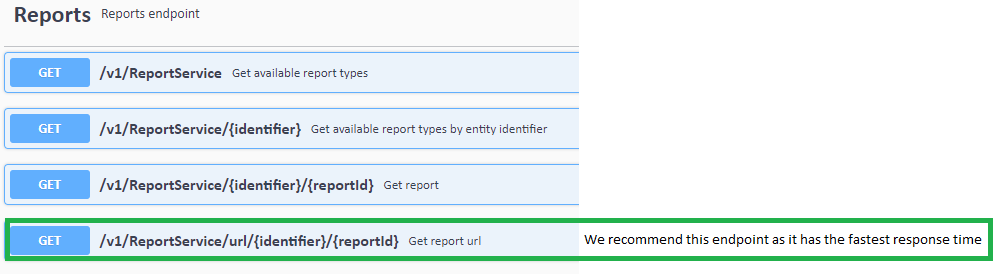 Reports Reports endpoint
GET /v1/ReportService Get available report types
GET /v1/ReportService/{identifier} Get available report types by entity identifier
GET /v1/ReportService/{identifier}/{reportId} Get report
GET /v1/ReportService/url/{identifier}/{reportId} Get report url We recommend this endpoint as it has the fastest response time